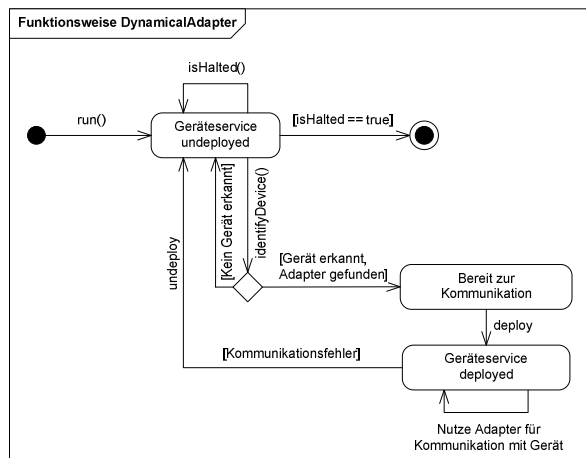 Funktionsweise DynamicalAdapter
isHalted()
run()
Geräteservice
undeployed
[isHalted == true]
[Kein Gerät erkannt]
identifyDevice()
undeploy
[Gerät erkannt,
Adapter gefunden]
Bereit zur
Kommunikation
deploy
[Kommunikationsfehler]
Geräteservice
deployed
Nutze Adapter für
Kommunikation mit Gerät